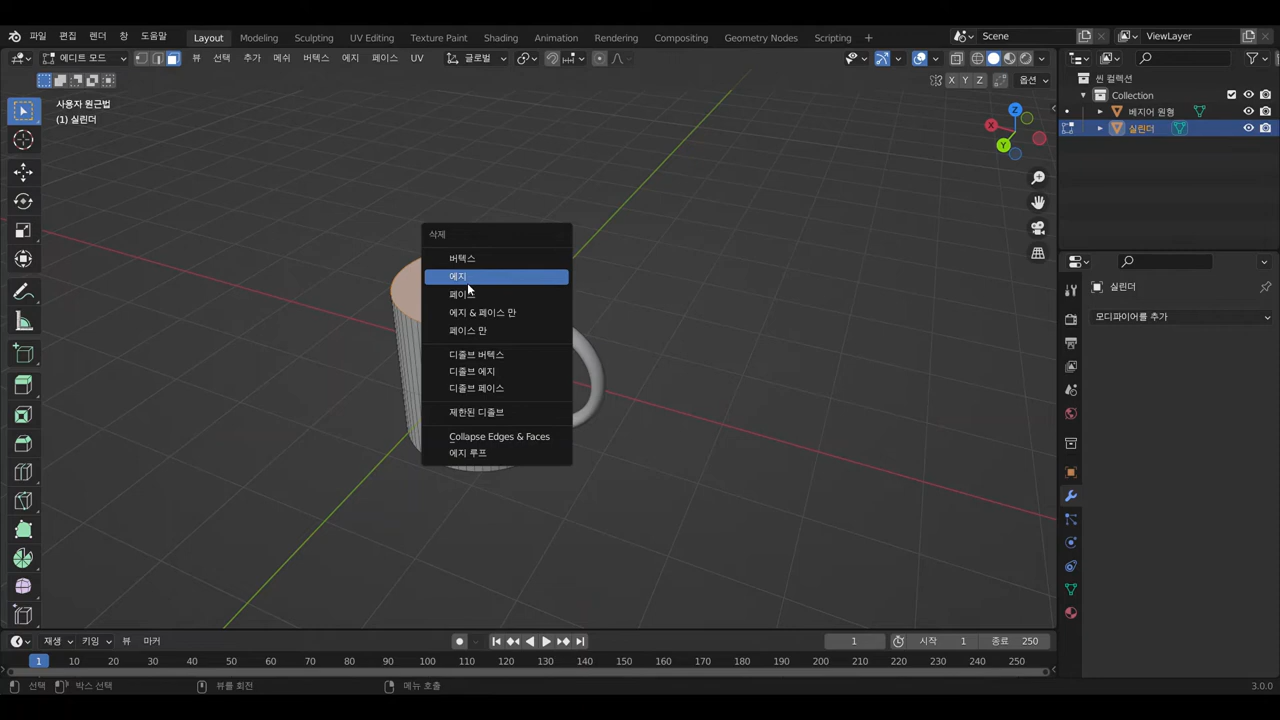 파일 편집 렌더 창 도움말 Layout Modeling Sculpting UV Editing Texture Paint Shading Animation Rendering Compositing Geometry Nodes Scripting + Scene ViewLayer
에디트 모드 뷰 선택 추가 메쉬 버텍스 에지 페이스 UV 글로벌
X Y Z 옵션
씬 컬렉션
Collection
베지어 원형
실린더
사용자 원근법
(1) 실린더
Z
X
Y
삭제
버텍스
에지
페이스
에지 & 페이스 만
페이스 만
디졸브 버텍스
디졸브 에지
디졸브 페이스
제한된 디졸브
Collapse Edges & Faces
에지 루프
실린더
모디파이어를 추가
재생 키잉 뷰 마커 1 시작 1 종료 250
1 10 20 30 40 50 60 70 80 90 100 110 120 130 140 150 160 170 180 190 200 210 220 230 240 250
선택 박스 선택 뷰를 회전 메뉴 호출 3.0.0